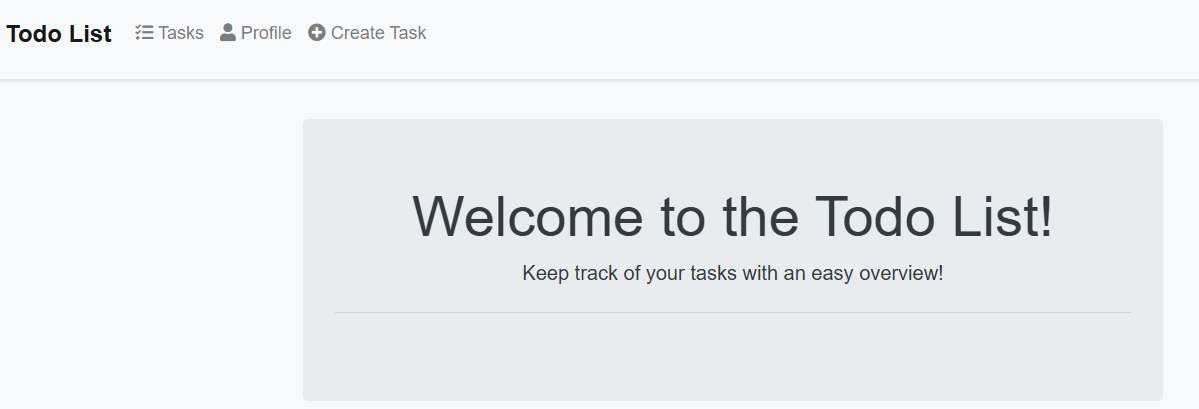 Todo List Tasks Profile Create Task
Welcome to the Todo List!
Keep track of your tasks with an easy overview!